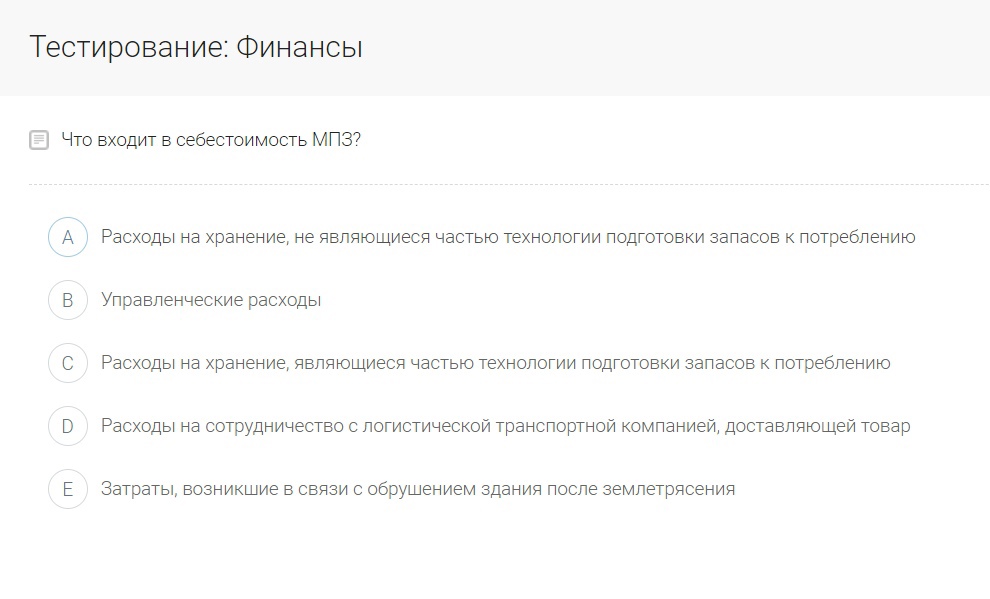 Тестирование: Финансы
Что входит в себестоимость МПЗ?
A Расходы на хранение, не являющиеся частью технологии подготовки запасов к потреблению
B Управленческие расходы
C Расходы на хранение, являющиеся частью технологии подготовки запасов к потреблению
D Расходы на сотрудничество с логистической транспортной компанией, доставляющей товар
E Затраты, возникшие в связи с обрушением здания после землетрясения